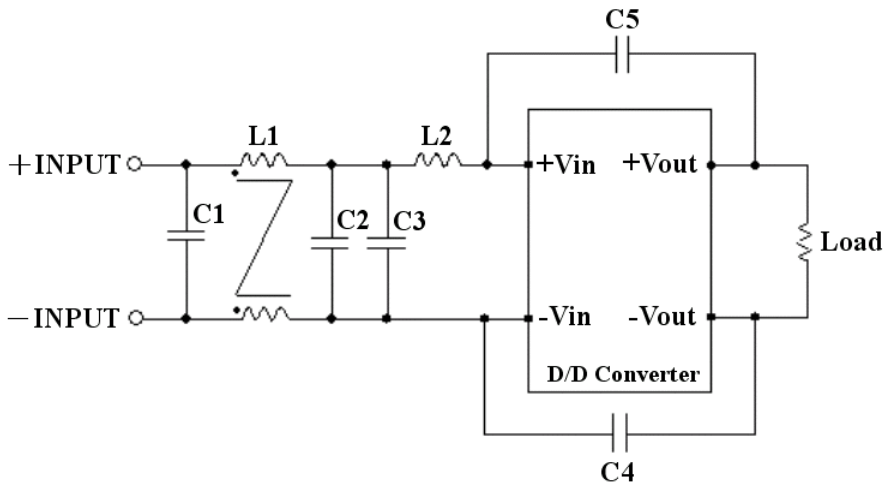 C5
L1
L2
+INPUT
+Vin
+Vout
C1
C2
C3
Load
-INPUT
-Vin
-Vout
D/D Converter
C4